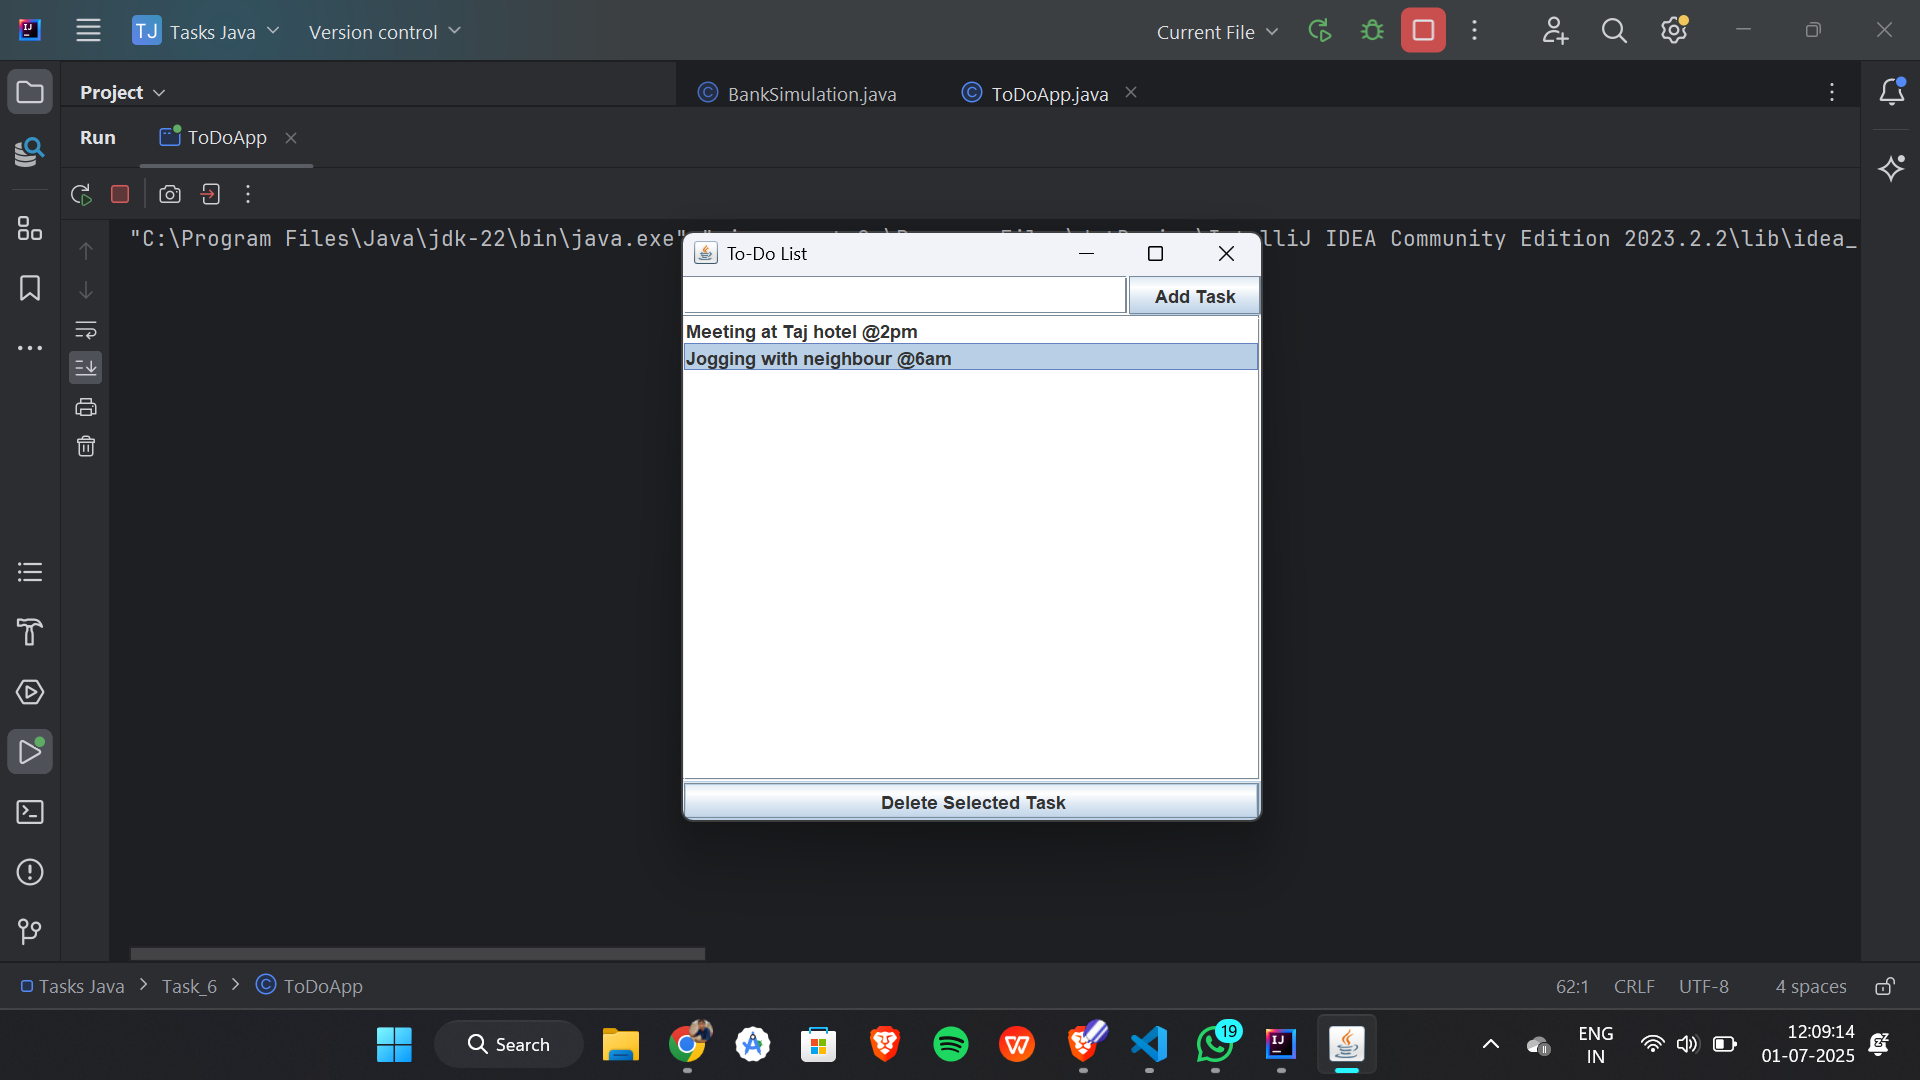 TJ Tasks Java Version control Current File
Project
BankSimulation.java ToDoApp.java
Run ToDoApp
"C:\Program Files\Java\jdk-22\bin\java.exe" IntelliJ IDEA Community Edition 2023.2.2\lib\idea_
To-Do List
Add Task
Meeting at Taj hotel @2pm
Jogging with neighbour @6am
Delete Selected Task
Tasks Java > Task_6 > ToDoApp 62:1 CRLF UTF-8 4 spaces
Search 19 IJ ENG 12:09:14
IN 01-07-2025